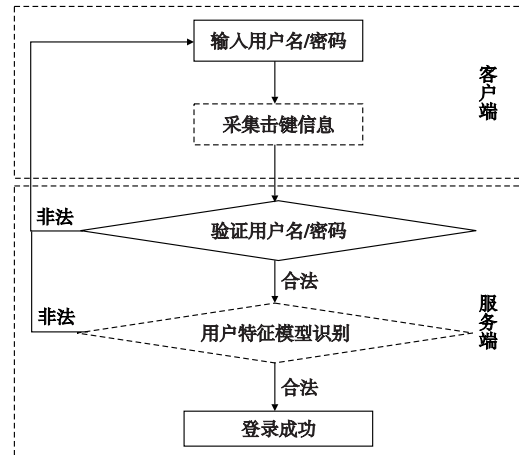 输入用户名/密码
客户端
采集击键信息
非法
验证用户名/密码
合法
服务端
非法
用户特征模型识别
合法
登录成功